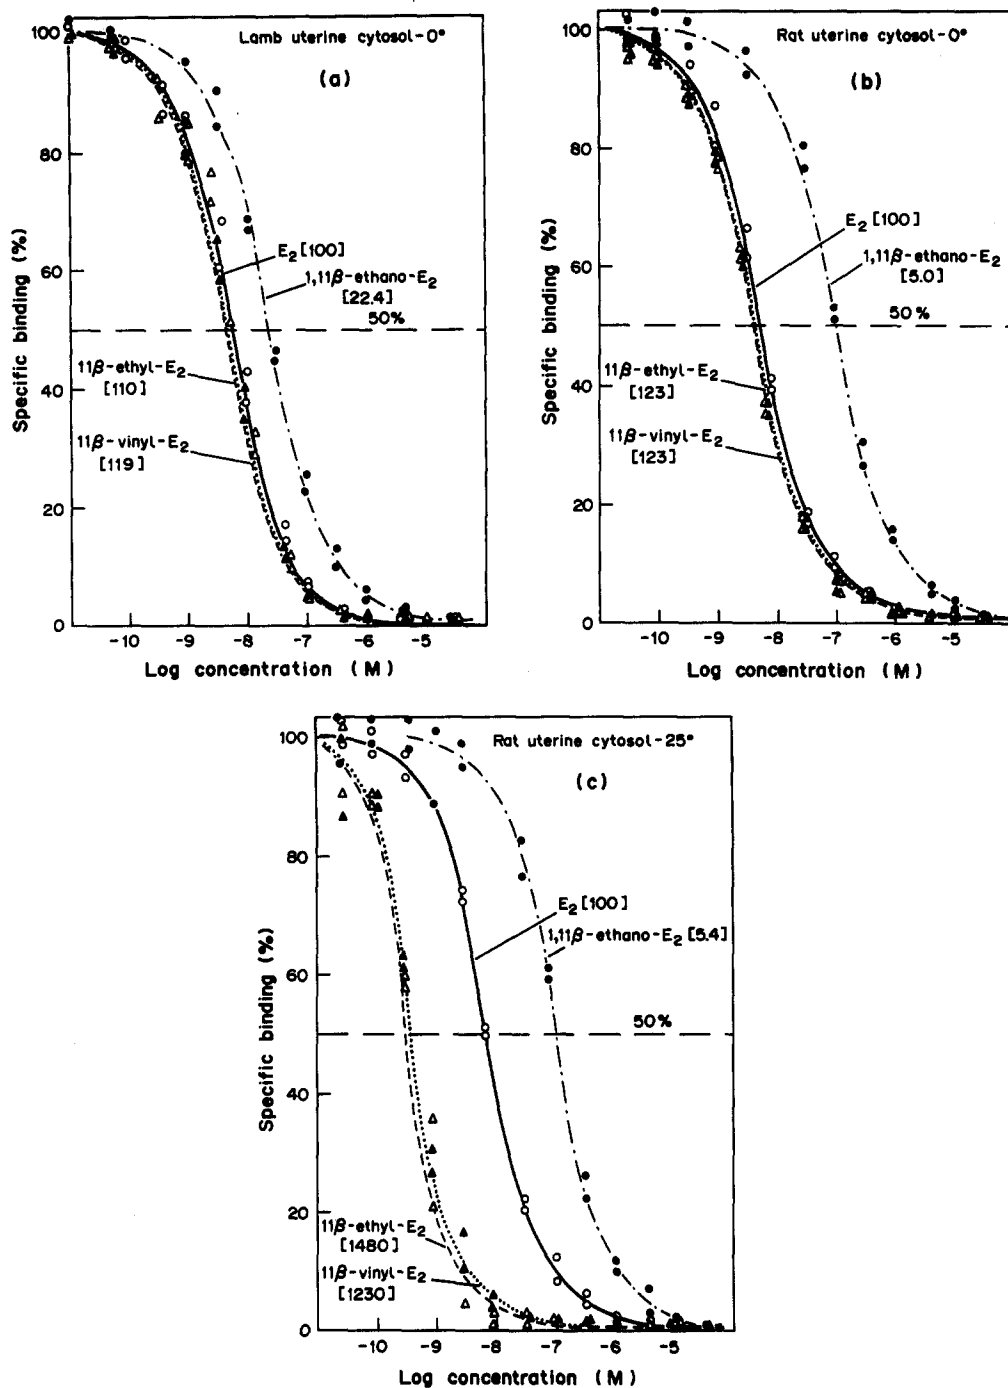 Lamb uterine cytosol-0°
(a)
100
80
60
40
20
0
Specific binding (%)
E₂ [100]
1,11β-ethano-E₂
[22.4]
50%
11β-ethyl-E₂
[110]
11β-vinyl-E₂
[119]
-10
-9
-8
-7
-6
-5
Log concentration (M)
Rat uterine cytosol-0°
(b)
100
80
60
40
20
0
Specific binding (%)
E₂ [100]
1,11β-ethano-E₂
[5.0]
50%
11β-ethyl-E₂
[123]
11β-vinyl-E₂
[123]
-10
-9
-8
-7
-6
-5
Log concentration (M)
Rat uterine cytosol-25°
(c)
100
80
60
40
20
0
Specific binding (%)
E₂ [100]
1,11β-ethano-E₂ [5.4]
50%
11β-ethyl-E₂
[1480]
11β-vinyl-E₂
[1230]
-10
-9
-8
-7
-6
-5
Log concentration (M)